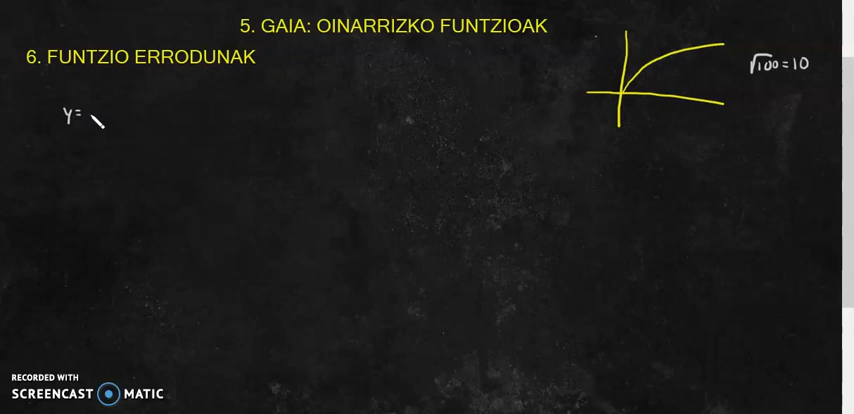 5. GAIA: OINARRIZKO FUNTZIOAK
6. FUNTZIO ERRODUNAK
√100=10
y=
RECORDED WITH
SCREENCAST MATIC